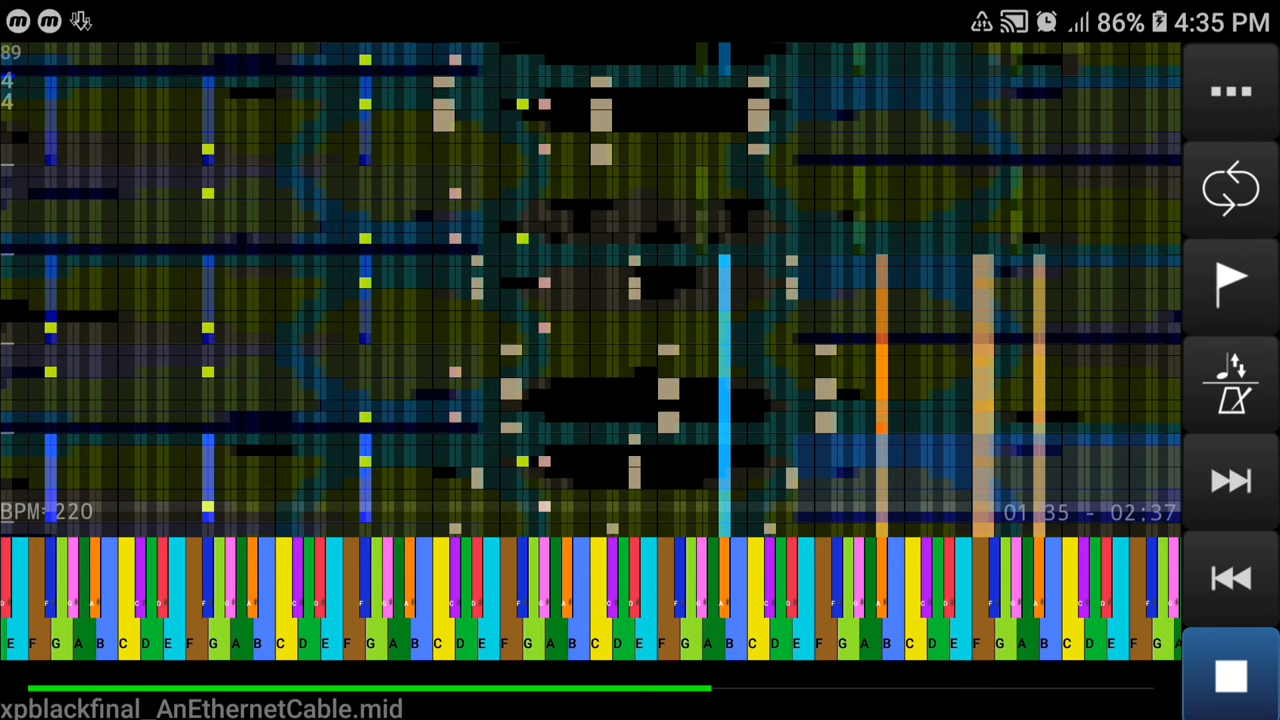 86% 4:35 PM
89
4
4
BPM= 220
01:35 - 02:37
F G A C D F G A C D F G A C D F G A C D F G A C D F G A C D F G A C D F G
E F G A B C D E F G A B C D E F G A B C D E F G A B C D E F G A B C D E F G A B C D E F G A B C D E F G A
xpblackfinal_AnEthernetCable.mid